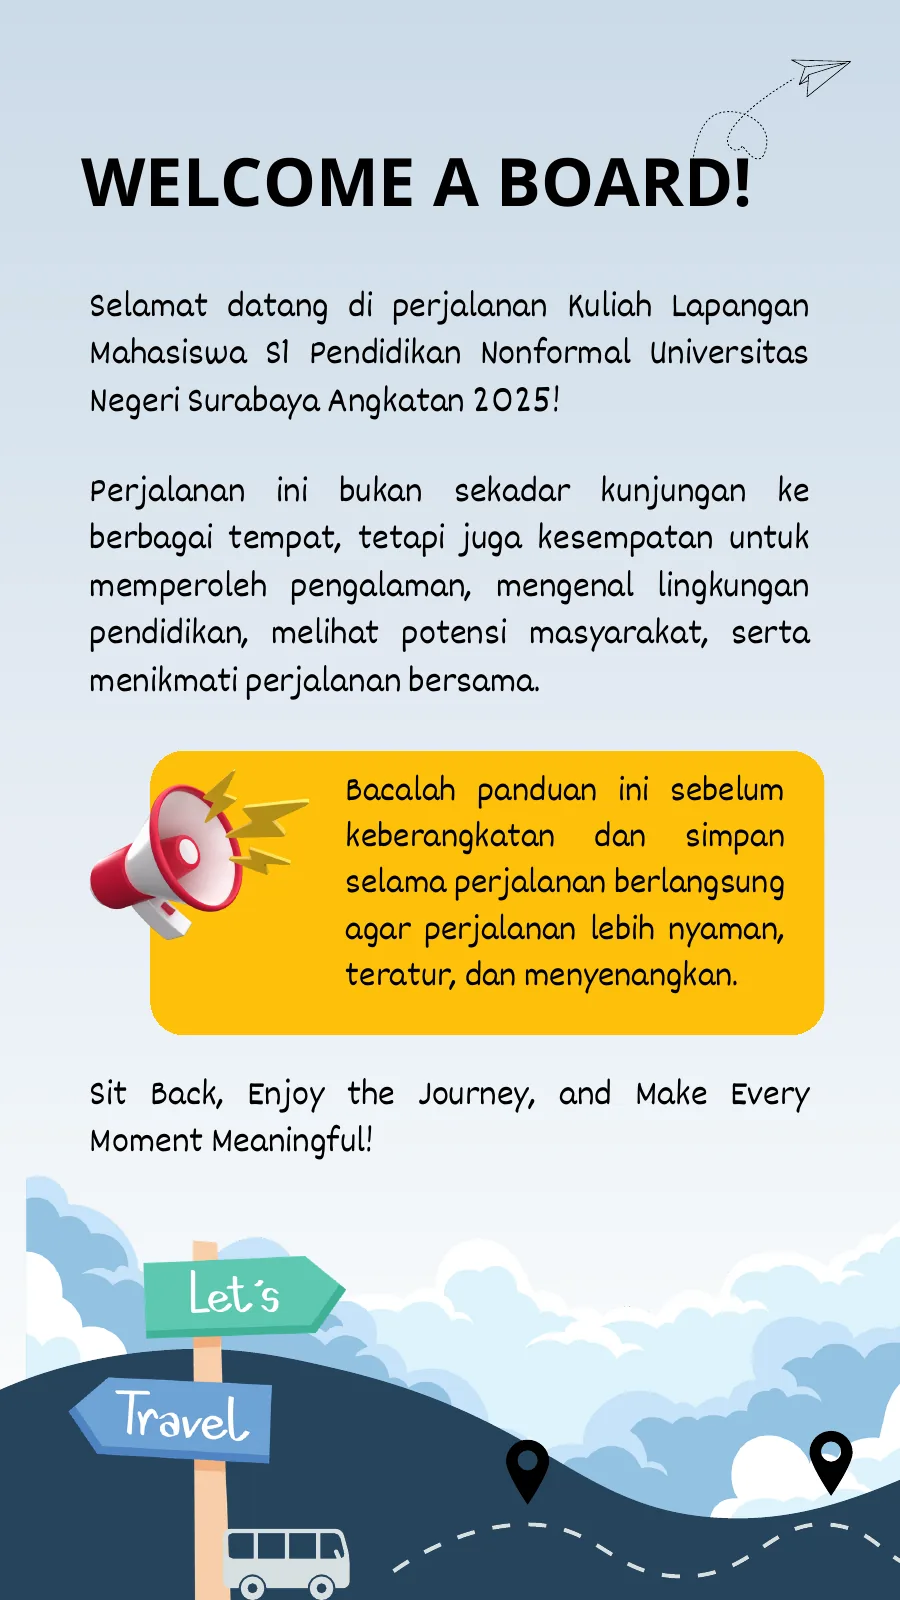 WELCOME A BOARD!
Selamat datang di perjalanan Kuliah Lapangan
Mahasiswa S1 Pendidikan Nonformal Universitas
Negeri Surabaya Angkatan 2025!
Perjalanan ini bukan sekadar kunjungan ke
berbagai tempat, tetapi juga kesempatan untuk
memperoleh pengalaman, mengenal lingkungan
pendidikan, melihat potensi masyarakat, serta
menikmati perjalanan bersama.
Bacalah panduan ini sebelum
keberangkatan dan simpan
selama perjalanan berlangsung
agar perjalanan lebih nyaman,
teratur, dan menyenangkan.
Sit Back, Enjoy the Journey, and Make Every
Moment Meaningful!
Let's
Travel